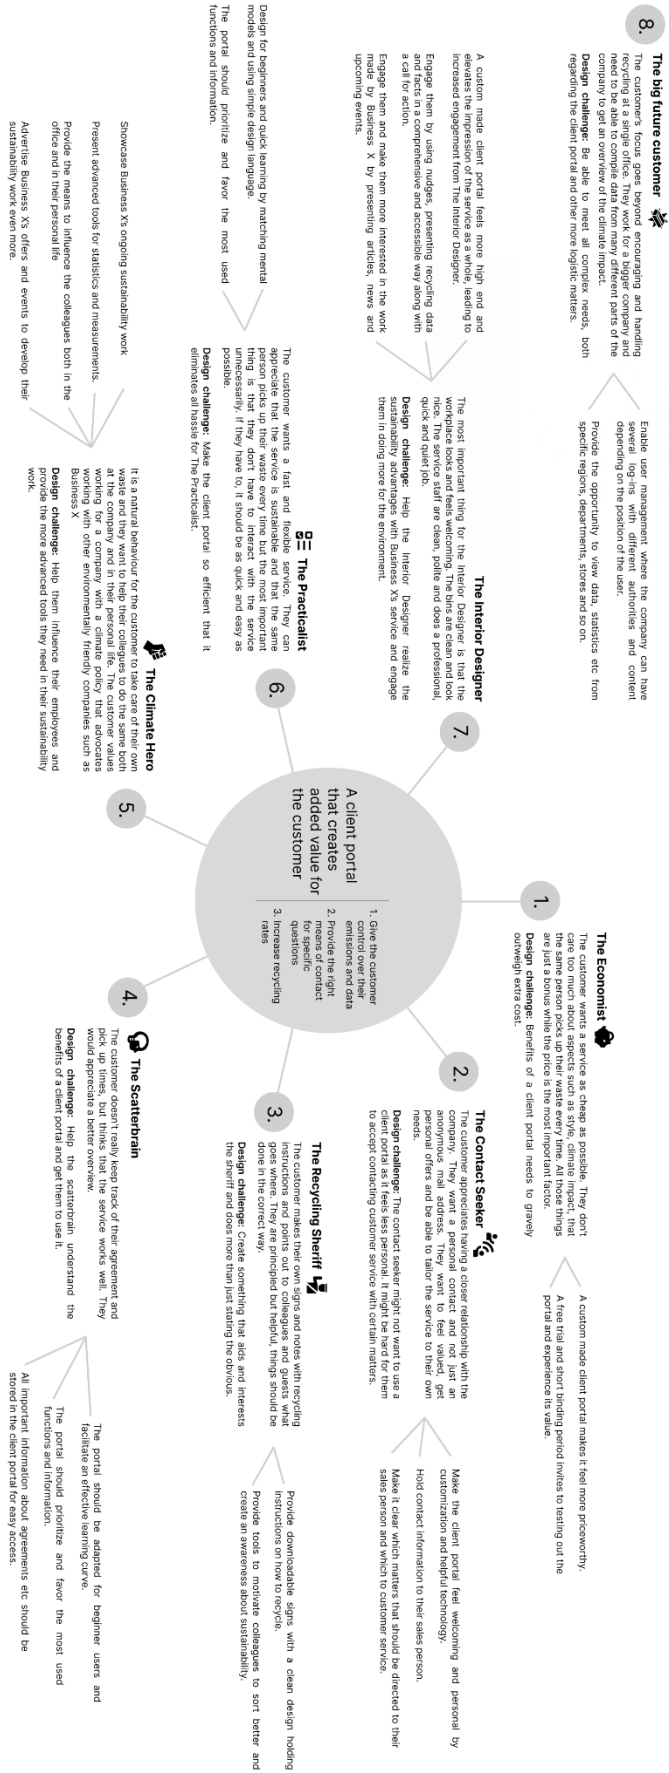 A client portal
that creates
added value for
the customer
1. Give the customer
control over their
emissions and data
2. Provide the right
means of contact
for specific
questions
3. Increase recycling
rates
1.
The Economist
The customer wants a service as cheap as possible. They don't
care too much about aspects such as style, climate impact, that
the same person picks up their waste every time. All those things
are just a bonus while the price is the most important factor.
Design challenge: Benefits of a client portal needs to gravely
outweigh extra cost.
A custom made client portal makes it feel more priceworthy.
A free trial and short binding period invites to testing out the
portal and experience its value.
2.
The Contact Seeker
The customer appreciates having a closer relationship with the
company. They want a personal contact and not just an
anonymous mail address. They want to feel valued, get
personal offers and be able to tailor the service to their own
needs.
Design challenge: The contact seeker might not want to use a
client portal as it feels less personal. It might be hard for them
to accept contacting customer service with certain matters.
Make the client portal feel welcoming and personal by
customization and helpful technology.
Hold contact information to their sales person.
Make it clear which matters that should be directed to their
sales person and which to customer service.
3.
The Recycling Sheriff
The customer makes their own signs and notes with recycling
instructions and points out to colleagues and guests what
goes where. They are principled but helpful, things should be
done in the correct way.
Design challenge: Create something that aids and interests
the sheriff and does more than just stating the obvious.
Provide downloadable signs with a clean design holding
instructions on how to recycle.
Provide tools to motivate colleagues to sort better and
create an awareness about sustainability.
4.
The Scatterbrain
The customer doesn't really keep track of their agreement and
pick up times, but thinks that the service works well. They
would appreciate a better overview.
Design challenge: Help the scatterbrain understand the
benefits of a client portal and get them to use it.
The portal should be adapted for beginner users and
facilitate an effective learning curve.
The portal should prioritize and favor the most used
functions and information.
All important information about agreements etc should be
stored in the client portal for easy access.
5.
The Climate Hero
It is a natural behaviour for the customer to take care of their own
waste and they want to help their collegues to do the same both
at the company and in their personal life. The customer values
working for a company with a climate policy that advocates
working with other environmentally friendly companies such as
Business X
Design challenge: Help them influence their employees and
provide the more advanced tools they need in their sustainability
work.
Showcase Business X's ongoing sustainability work
Present advanced tools for statistics and measurements.
Provide the means to influence the colleagues both in the
office and in their personal life
Advertise Business X's offers and events to develop their
sustainability work even more.
6.
The Practicalist
The customer wants a fast and flexible service. They can
appreciate that the service is sustainable and that the same
person picks up their waste every time but the most important
thing is that they don't have to interact with the service
unnecessarily. If they have to, it should be as quick and easy as
possible.
Design challenge: Make the client portal so efficient that it
eliminates all hassle for The Practicalist.
Design for beginners and quick learning by matching mental
models and using simple design language.
The portal should prioritize and favor the most used
functions and information.
7.
The Interior Designer
The most important thing for the Interior Designer is that the
workplace looks and feels welcoming. The bins are clean and look
nice. The service staff are clean, polite and does a professional,
quick and quiet job.
Design challenge: Help the Interior Designer realize the
sustainability advantages with Business X's service and engage
them in doing more for the environment.
A custom made client portal feels more high end and
elevates the impression of the service as a whole, leading to
increased engagement from The Interior Designer.
Engage them by using nudges, presenting recycling data
and facts in a comprehensive and accessible way along with
a call for action.
Engage them and make them more interested in the work
made by Business X by presenting articles, news and
upcoming events.
8.
The big future customer
The customer's focus goes beyond encouraging and handling
recycling at a single office. They work for a bigger company and
need to be able to compile data from many different parts of the
company to get an overview of the climate impact.
Design challenge: Be able to meet all complex needs, both
regarding the client portal and other more logistic matters.
Enable user management where the company can have
several log-ins with different authorities and content
depending on the position of the user.
Provide the opportunity to view data, statistics etc from
specific regions, departments, stores and so on.